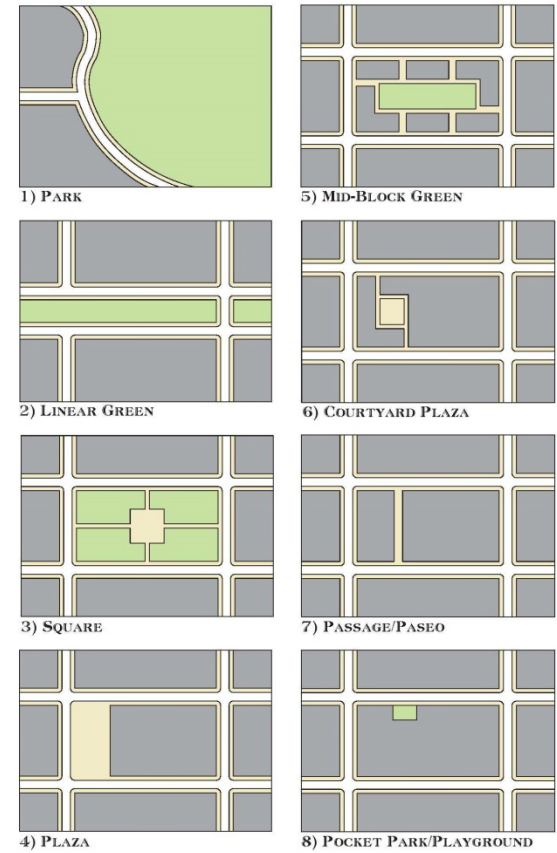 1) PARK
2) LINEAR GREEN
3) SQUARE
4) PLAZA
5) MID-BLOCK GREEN
6) COURTYARD PLAZA
7) PASSAGE/PASEO
8) POCKET PARK/PLAYGROUND